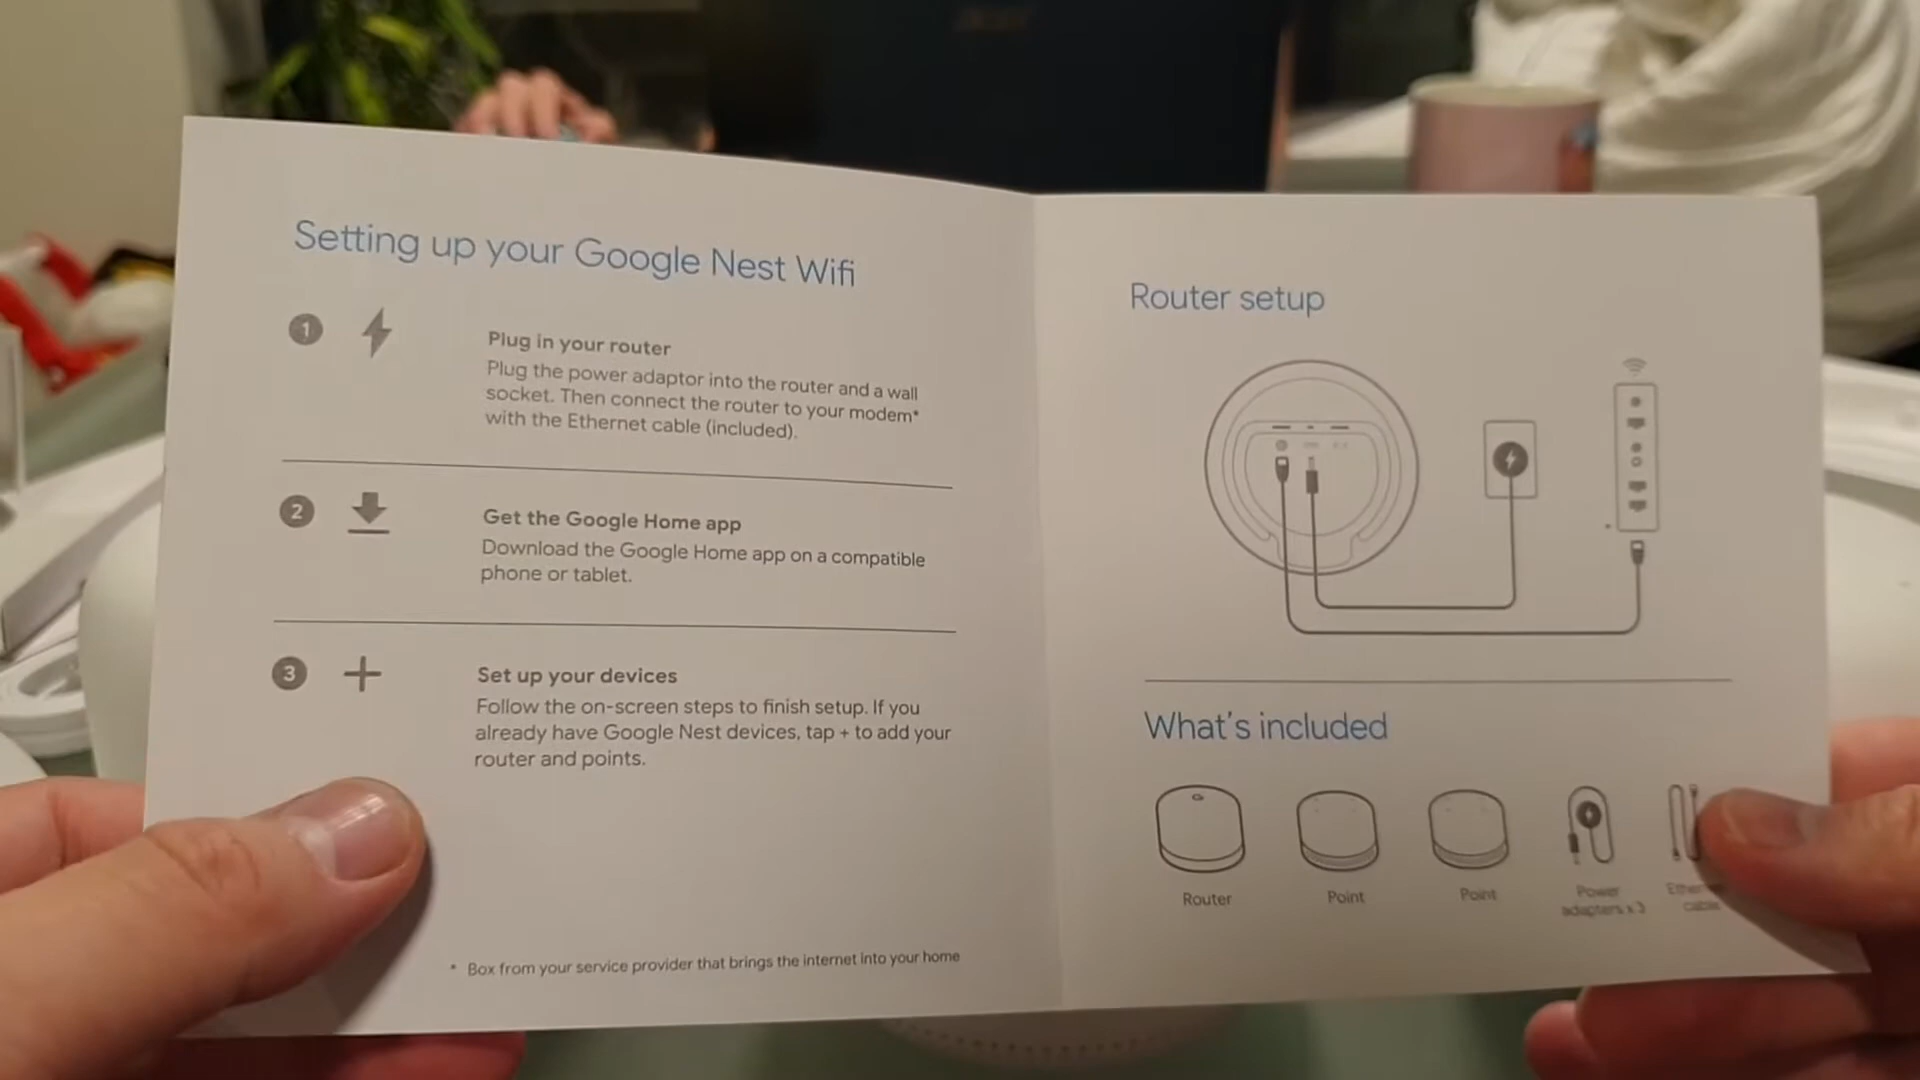 acer
Setting up your Google Nest Wifi
1
Plug in your router
Plug the power adaptor into the router and a wall
socket. Then connect the router to your modem*
with the Ethernet cable (included).
2
Get the Google Home app
Download the Google Home app on a compatible
phone or tablet.
3
Set up your devices
Follow the on-screen steps to finish setup. If you
already have Google Nest devices, tap + to add your
router and points.
* Box from your service provider that brings the internet into your home
Router setup
*
What's included
G
Router
Point
Point
Power
adapters x3
cable